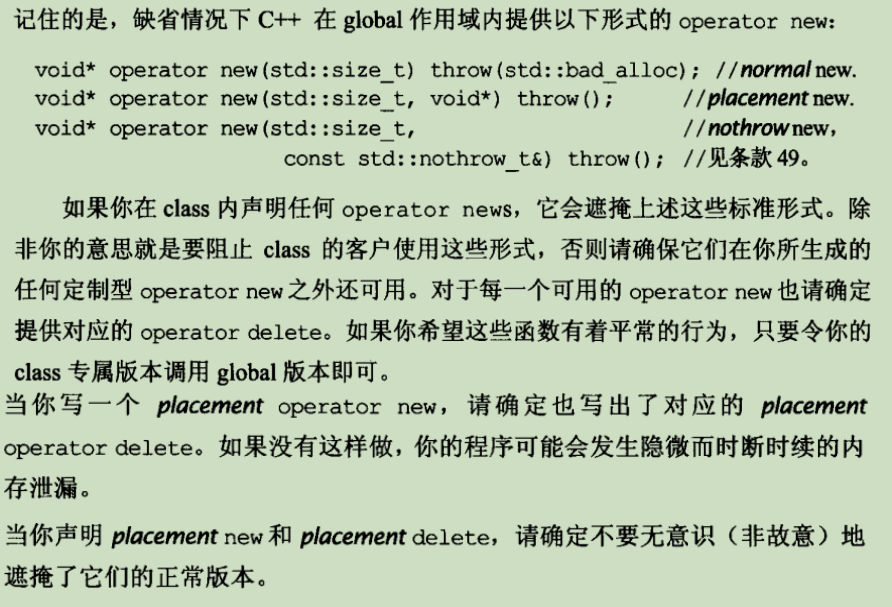 记住的是，缺省情况下 C++ 在 global 作用域内提供以下形式的 operator new:
void* operator new(std::size_t) throw(std::bad_alloc); //normal new.
void* operator new(std::size_t, void*) throw(); //placement new.
void* operator new(std::size_t, //nothrow new,
const std::nothrow_t&) throw(); //见条款 49。
如果你在 class 内声明任何 operator news，它会遮掩上述这些标准形式。除
非你的意思就是要阻止 class 的客户使用这些形式，否则请确保它们在你所生成的
任何定制型 operator new 之外还可用。对于每一个可用的 operator new 也请确定
提供对应的 operator delete。如果你希望这些函数有着平常的行为，只要令你的
class 专属版本调用 global 版本即可。
当你写一个 placement operator new，请确定也写出了对应的 placement
operator delete。如果没有这样做，你的程序可能会发生隐微而时断时续的内
存泄漏。
当你声明 placement new 和 placement delete，请确定不要无意识（非故意）地
遮掩了它们的正常版本。